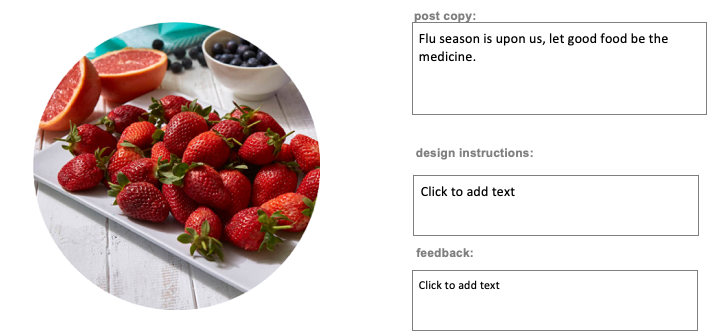 post copy:
Flu season is upon us, let good food be the
medicine.
design instructions:
Click to add text
feedback:
Click to add text